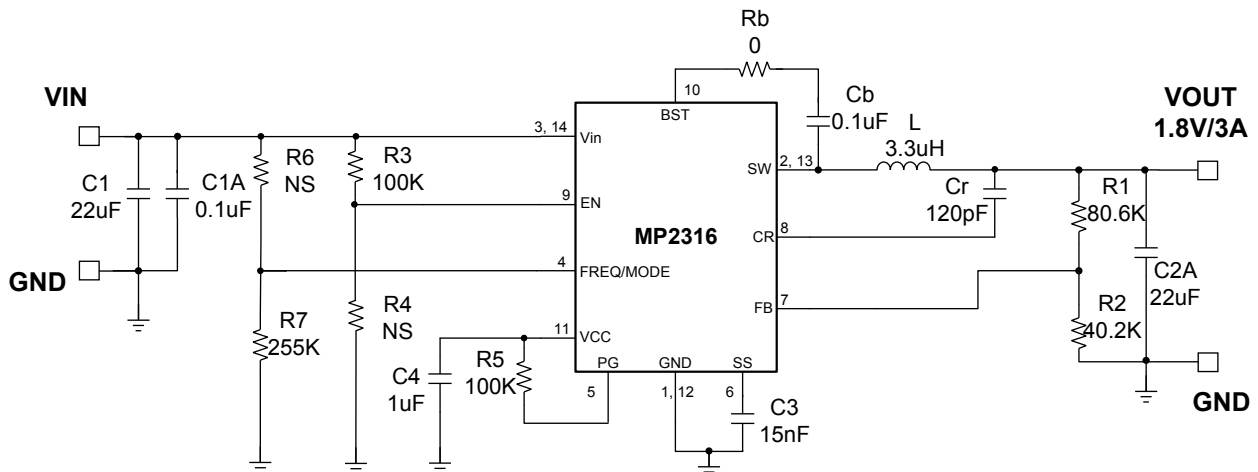 Rb
0
10
BST
VIN
Cb
0.1uF
L
3.3uH
VOUT
1.8V/3A
3, 14
Vin
R6
NS
R3
100K
SW
2, 13
C1
22uF
C1A
0.1uF
Cr
120pF
R1
80.6K
9
EN
MP2316
CR
8
GND
4
FREQ/MODE
C2A
22uF
R4
NS
FB
7
R7
255K
R2
40.2K
11
VCC
R5
100K
PG
GND
SS
C4
1uF
5
1, 12
6
C3
15nF
GND